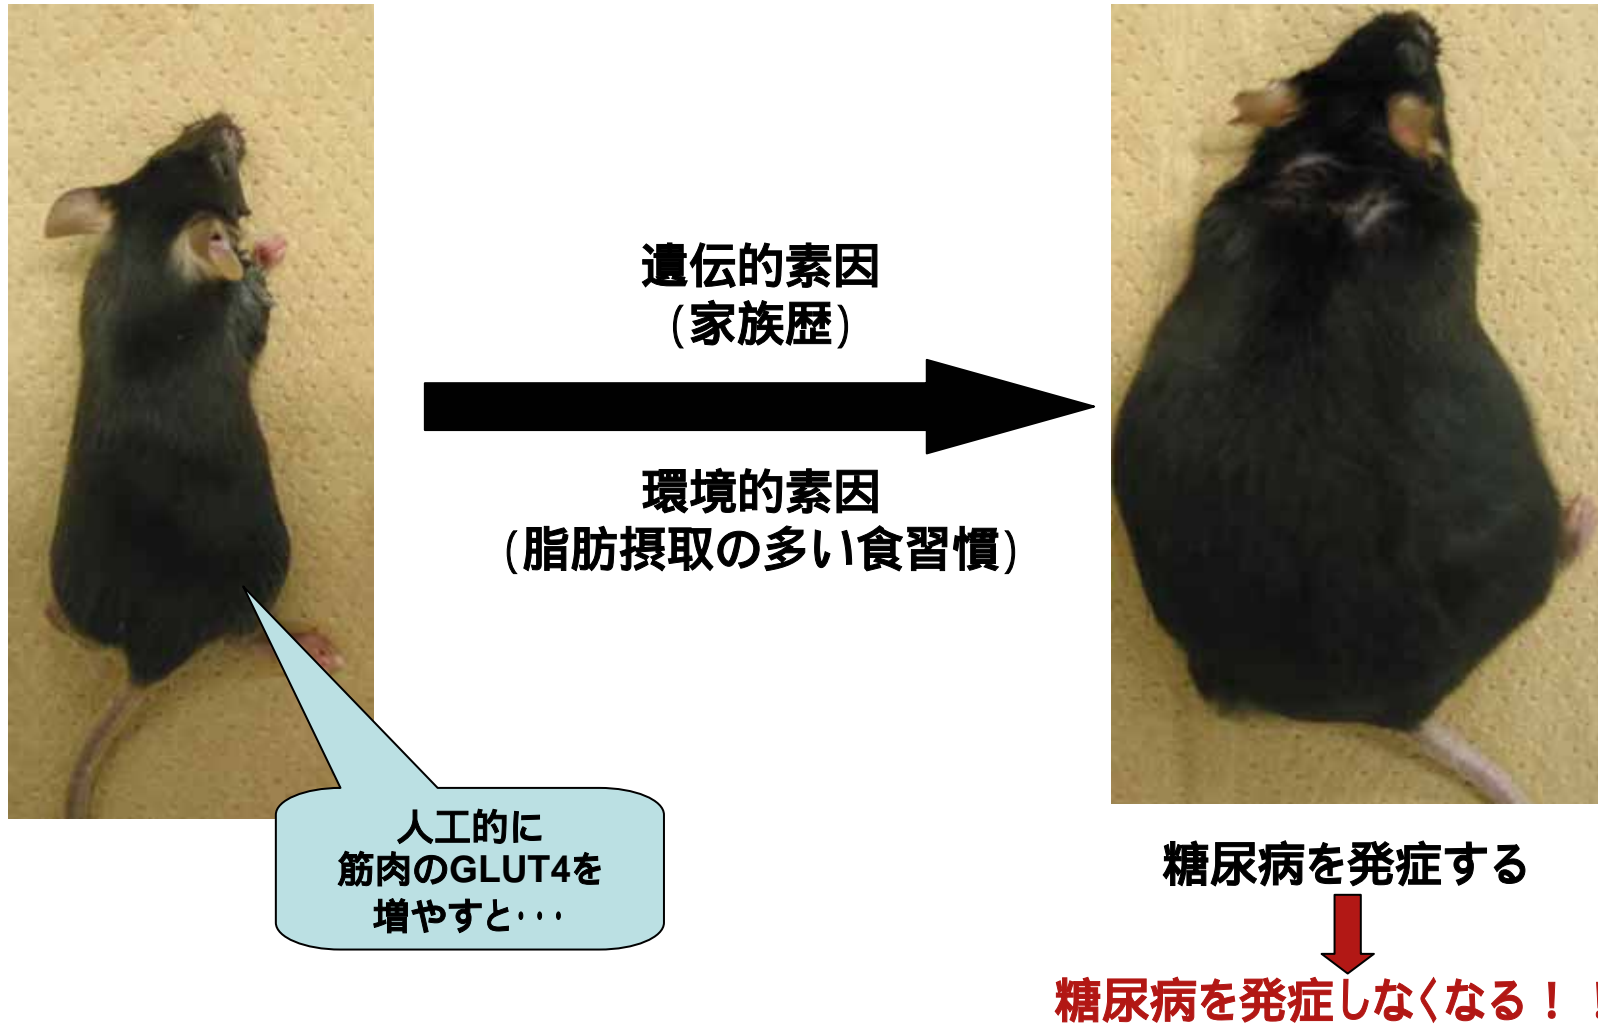 遺伝的素因
(家族歴)
環境的素因
(脂肪摂取の多い食習慣)
人工的に
筋肉のGLUT4を
増やすと･･･
糖尿病を発症する
糖尿病を発症しなくなる！！